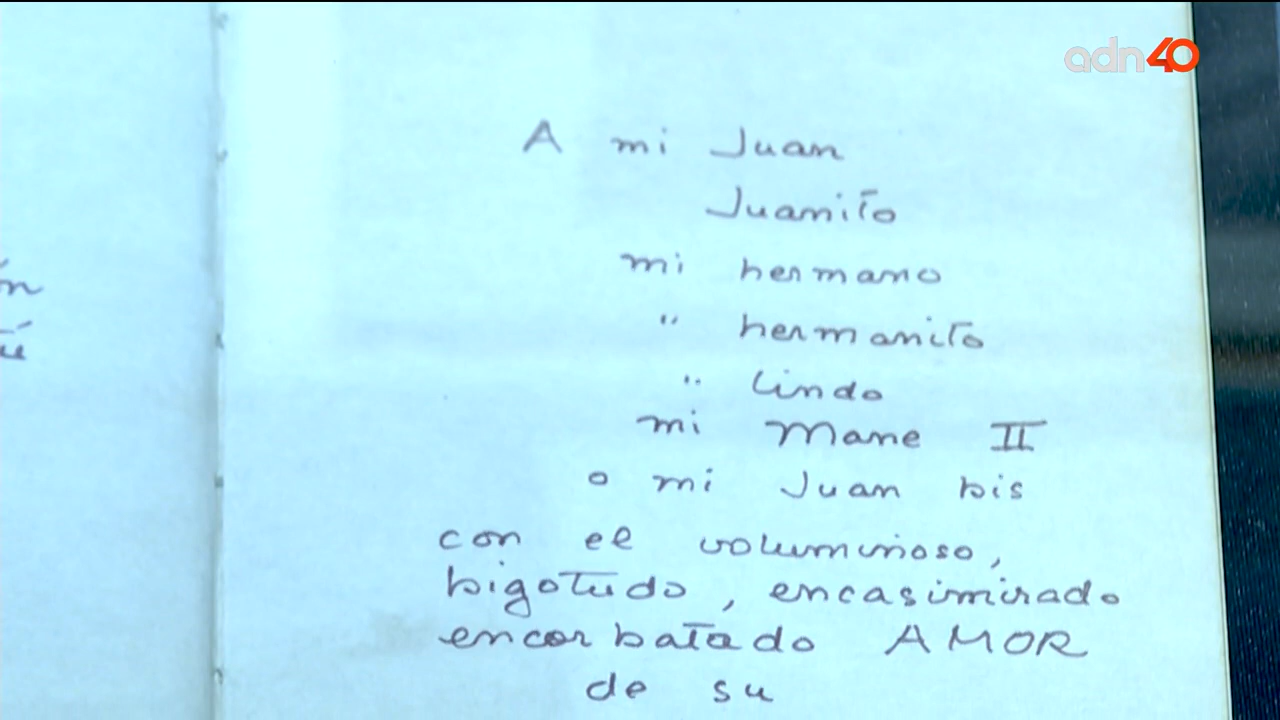 adn40
A mi Juan
Juanito
mi hermano
" hermanito
" lindo
mi Mane II
o mi Juan bis
con el voluminoso,
bigotudo, encasimirado
encorbatado AMOR
de su